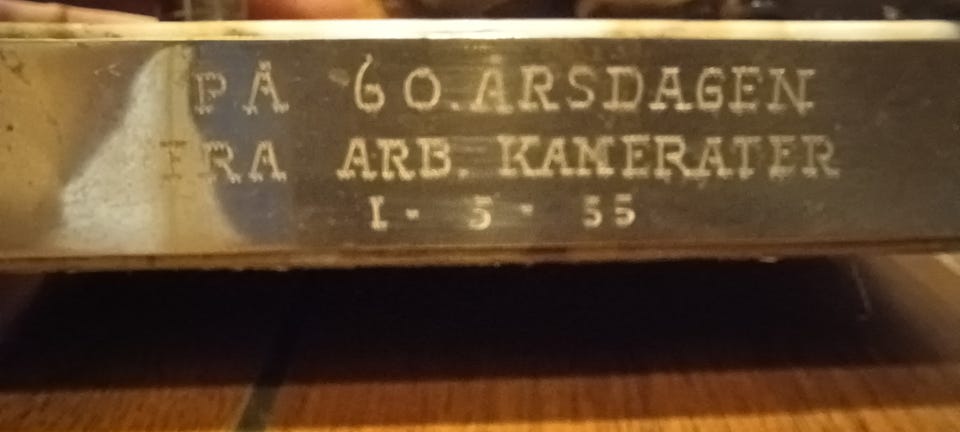 PÅ 60.ÅRSDAGEN
FRA ARB. KAMERATER
1 - 5 - 55